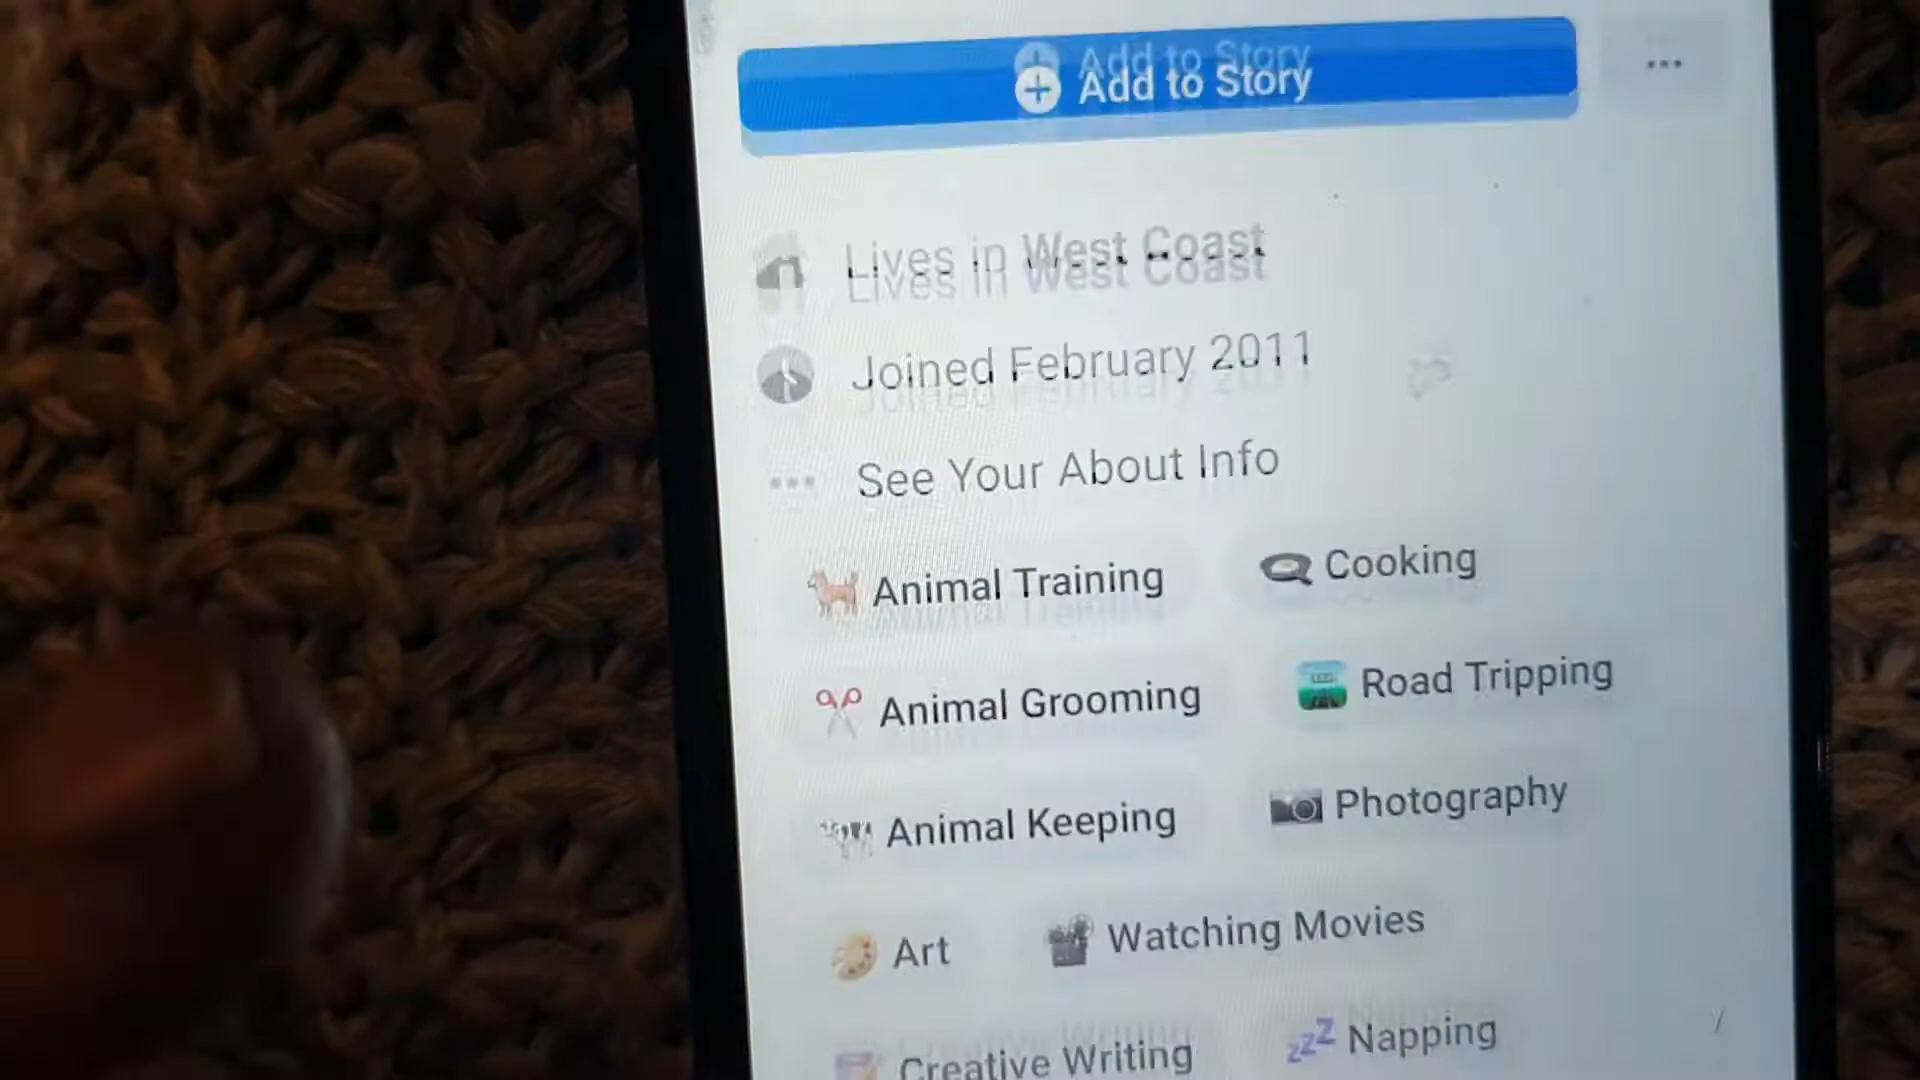 Add to Story
Lives in West Coast
Joined February 2011
See Your About Info
Animal Training
Cooking
Animal Grooming
Road Tripping
Animal Keeping
Photography
Art
Watching Movies
Creative Writing
Napping